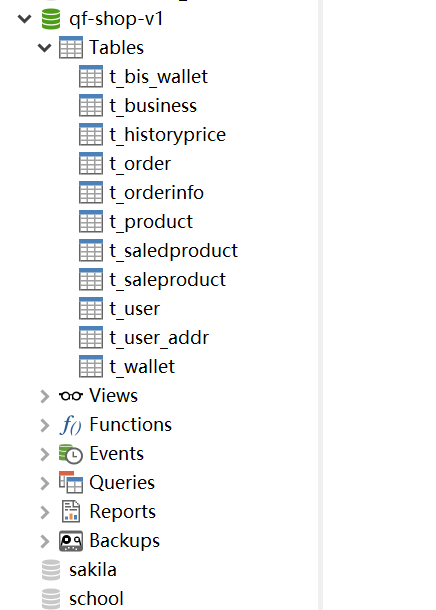 qf-shop-v1
Tables
t_bis_wallet
t_business
t_historyprice
t_order
t_orderinfo
t_product
t_saledproduct
t_saleproduct
t_user
t_user_addr
t_wallet
Views
f() Functions
Events
Queries
Reports
Backups
sakila
school